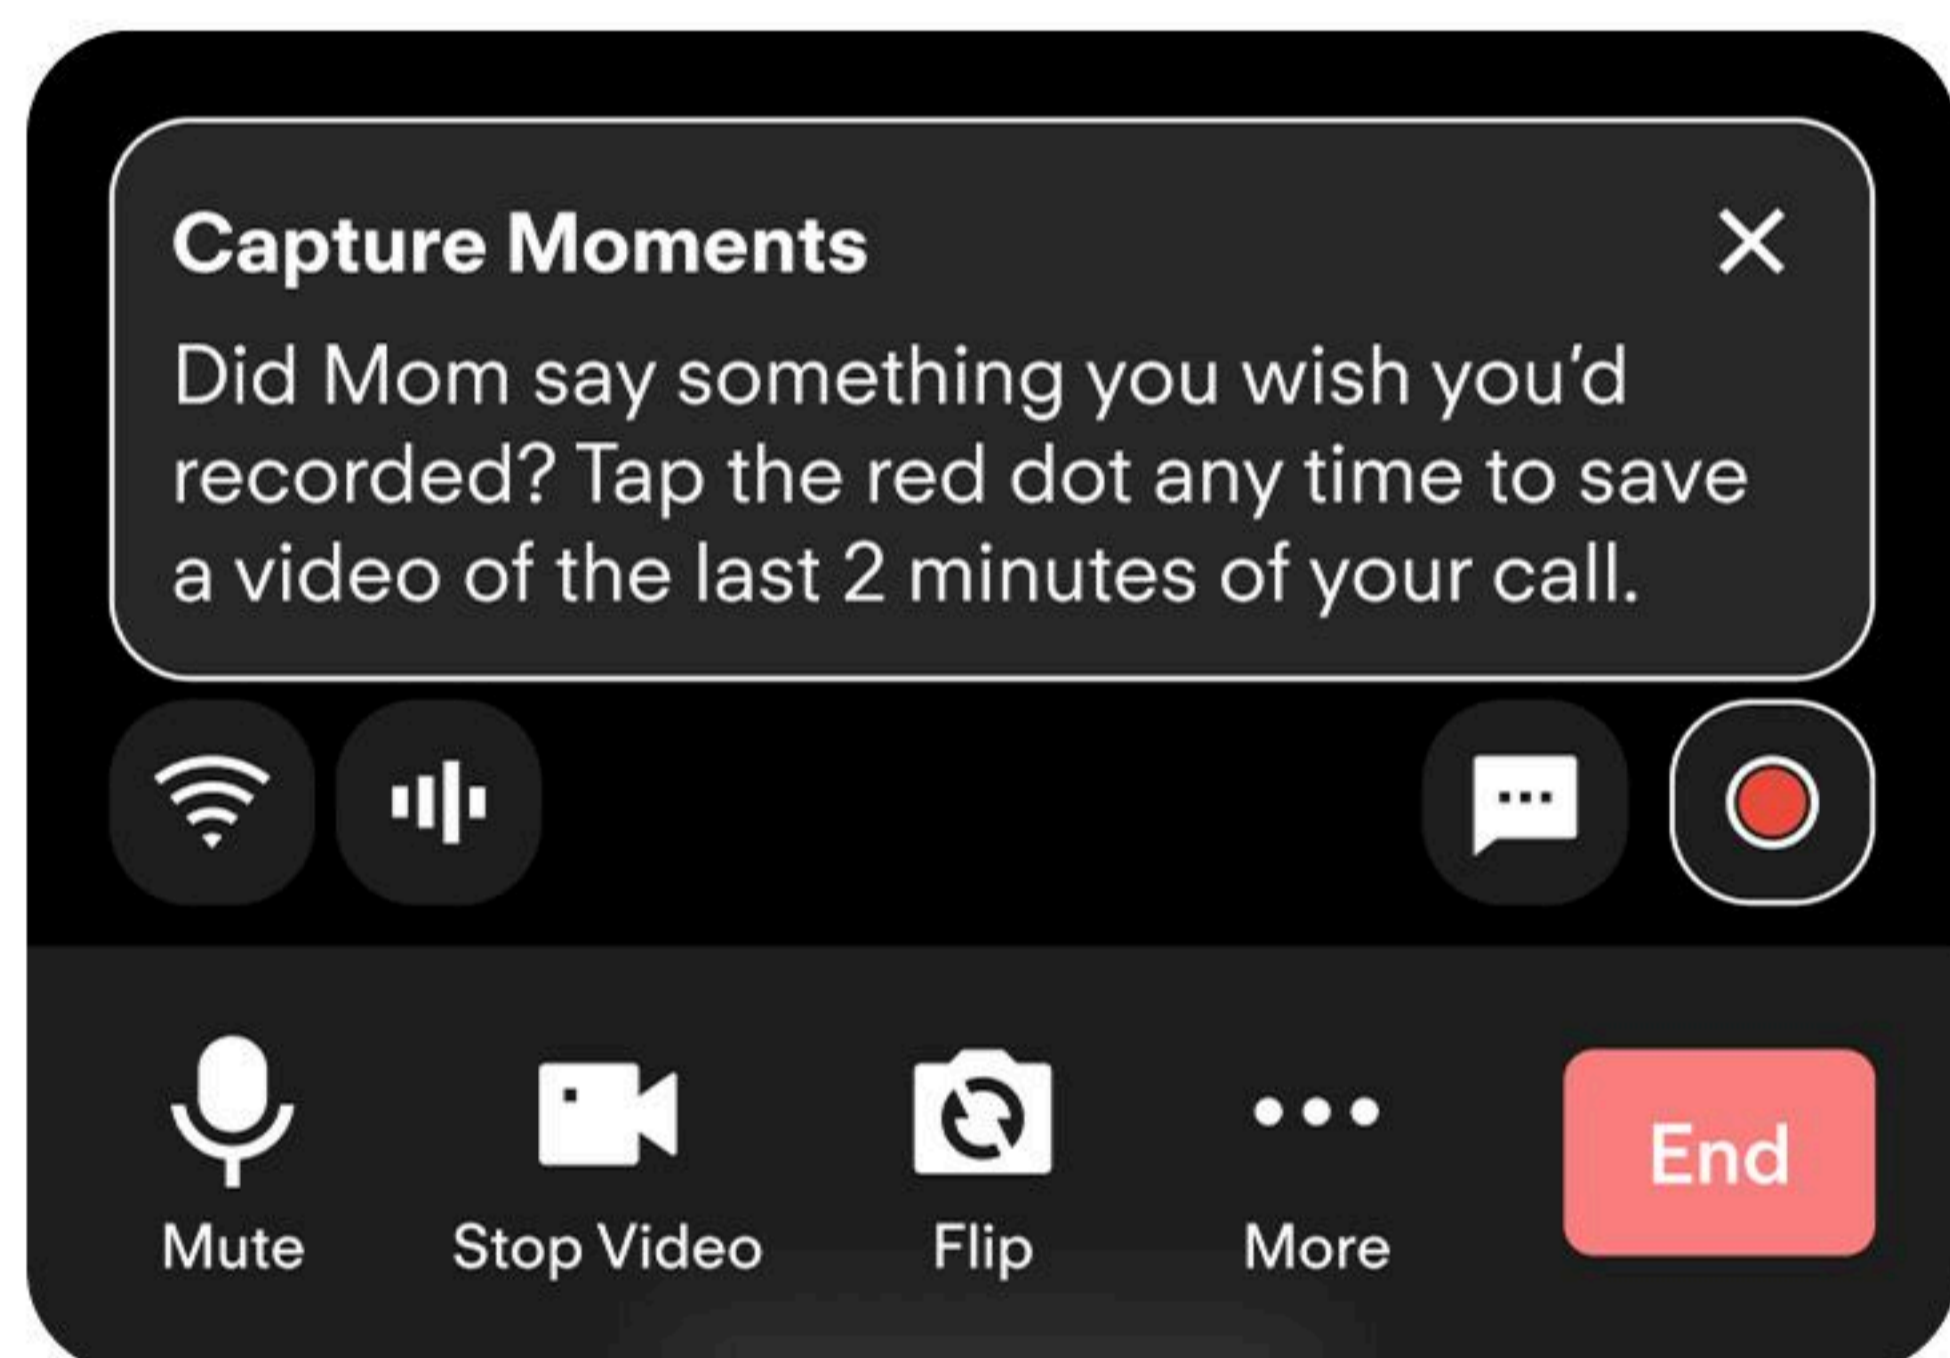 Capture Moments
Did Mom say something you wish you’d
recorded? Tap the red dot any time to save
a video of the last 2 minutes of your call.
Mute
Stop Video
Flip
More
End